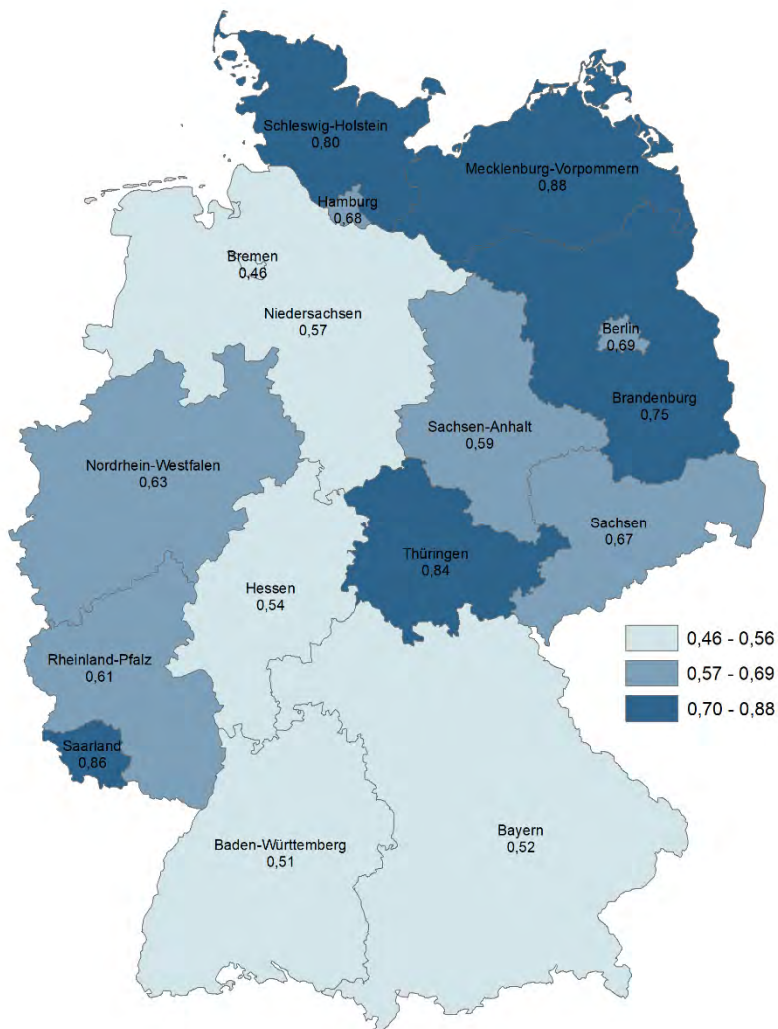 Schleswig-Holstein
0,80
Mecklenburg-Vorpommern
0,88
Hamburg
0,68
Bremen
0,46
Niedersachsen
0,57
Berlin
0,69
Brandenburg
0,75
Sachsen-Anhalt
0,59
Nordrhein-Westfalen
0,63
Sachsen
0,67
Thüringen
0,84
Hessen
0,54
Rheinland-Pfalz
0,61
Saarland
0,86
Baden-Württemberg
0,51
Bayern
0,52
0,46 - 0,56
0,57 - 0,69
0,70 - 0,88